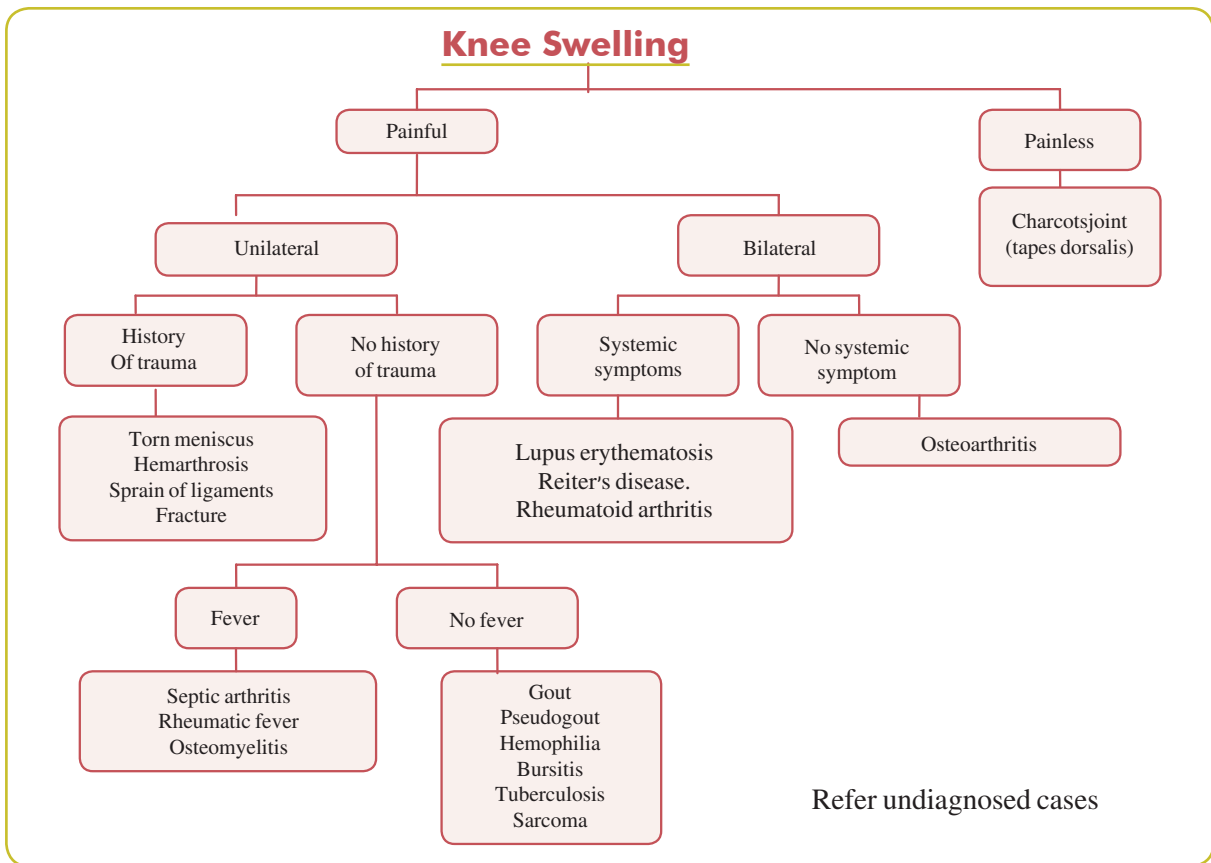 Knee Swelling
Painful
Painless
Charcotsjoint
(tapes dorsalis)
Unilateral
Bilateral
History
Of trauma
No history
of trauma
Systemic
symptoms
No systemic
symptom
Torn meniscus
Hemarthrosis
Sprain of ligaments
Fracture
Lupus erythematosis
Reiter's disease.
Rheumatoid arthritis
Osteoarthritis
Fever
No fever
Septic arthritis
Rheumatic fever
Osteomyelitis
Gout
Pseudogout
Hemophilia
Bursitis
Tuberculosis
Sarcoma
Refer undiagnosed cases